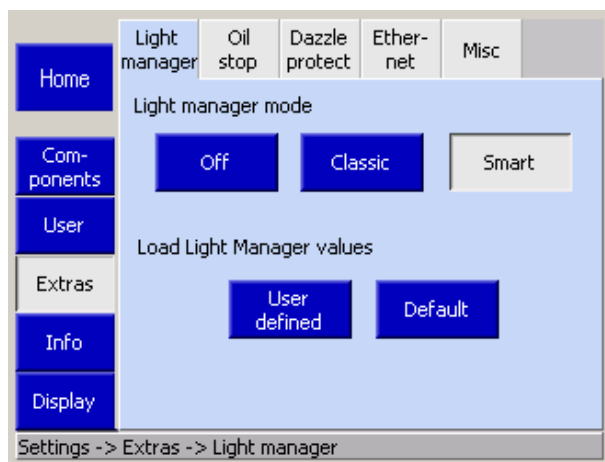 Light
manager
Oil
stop
Dazzle
protect
Ether-
net
Misc
Home
Com-
ponents
User
Extras
Info
Display
Light manager mode
Off
Classic
Smart
Load Light Manager values
User
defined
Default
Settings -> Extras -> Light manager